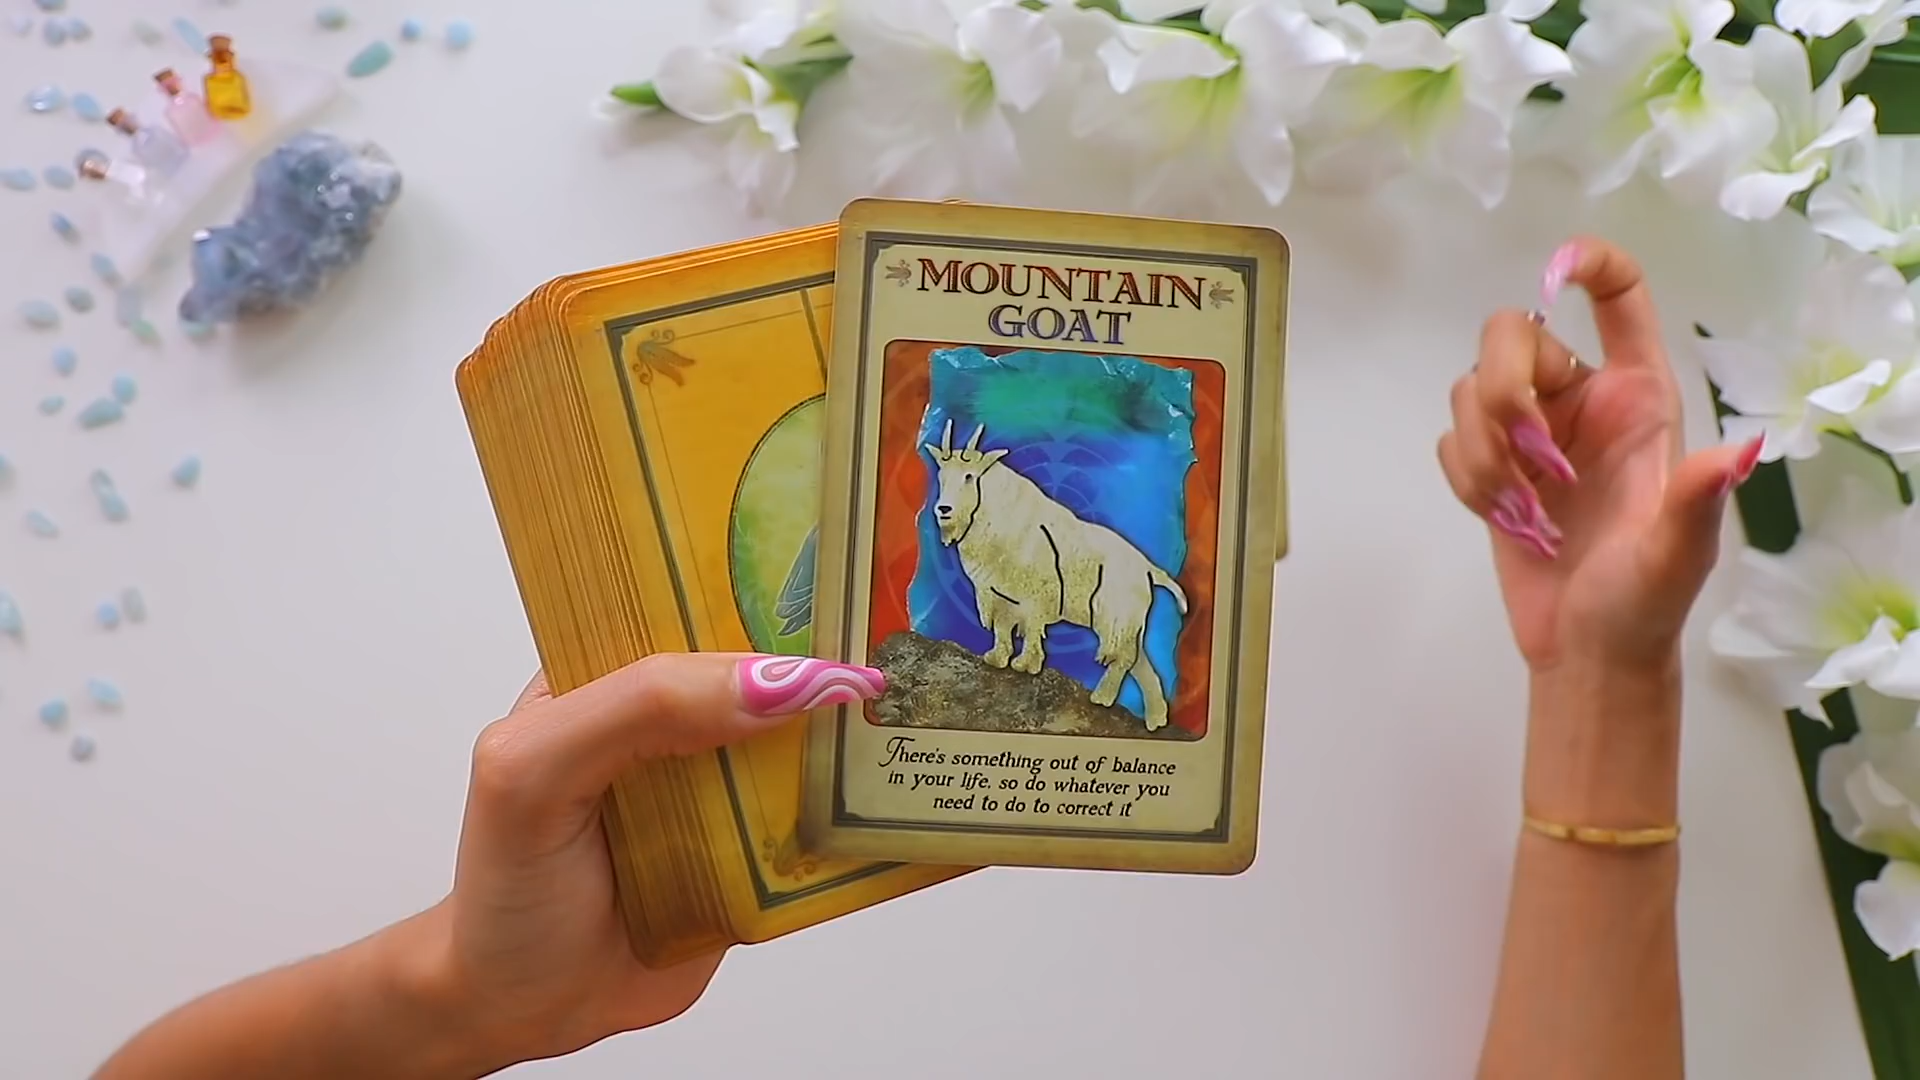 MOUNTAIN
GOAT
There's something out of balance
in your life, so do whatever you
need to do to correct it